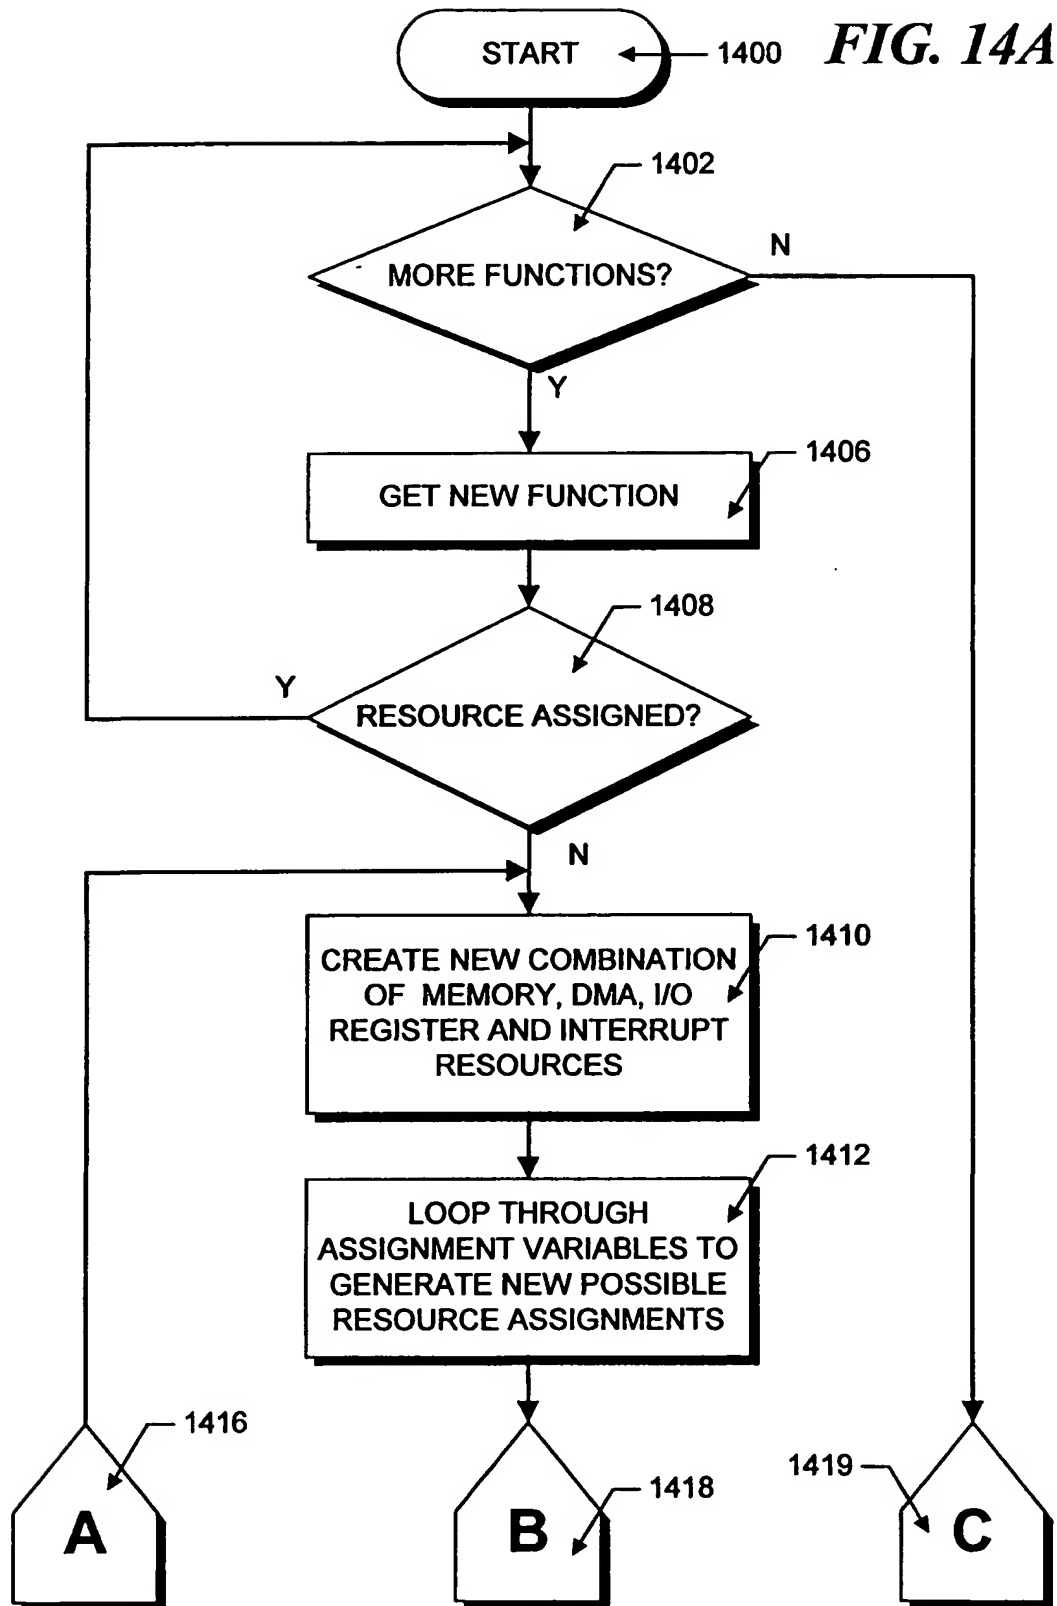 START
1400
FIG. 14A
1402
N
MORE FUNCTIONS?
Y
1406
GET NEW FUNCTION
1408
Y
RESOURCE ASSIGNED?
N
1410
CREATE NEW COMBINATION
OF MEMORY, DMA, I/O
REGISTER AND INTERRUPT
RESOURCES
1412
LOOP THROUGH
ASSIGNMENT VARIABLES TO
GENERATE NEW POSSIBLE
RESOURCE ASSIGNMENTS
1416
1418
1419
A
B
C